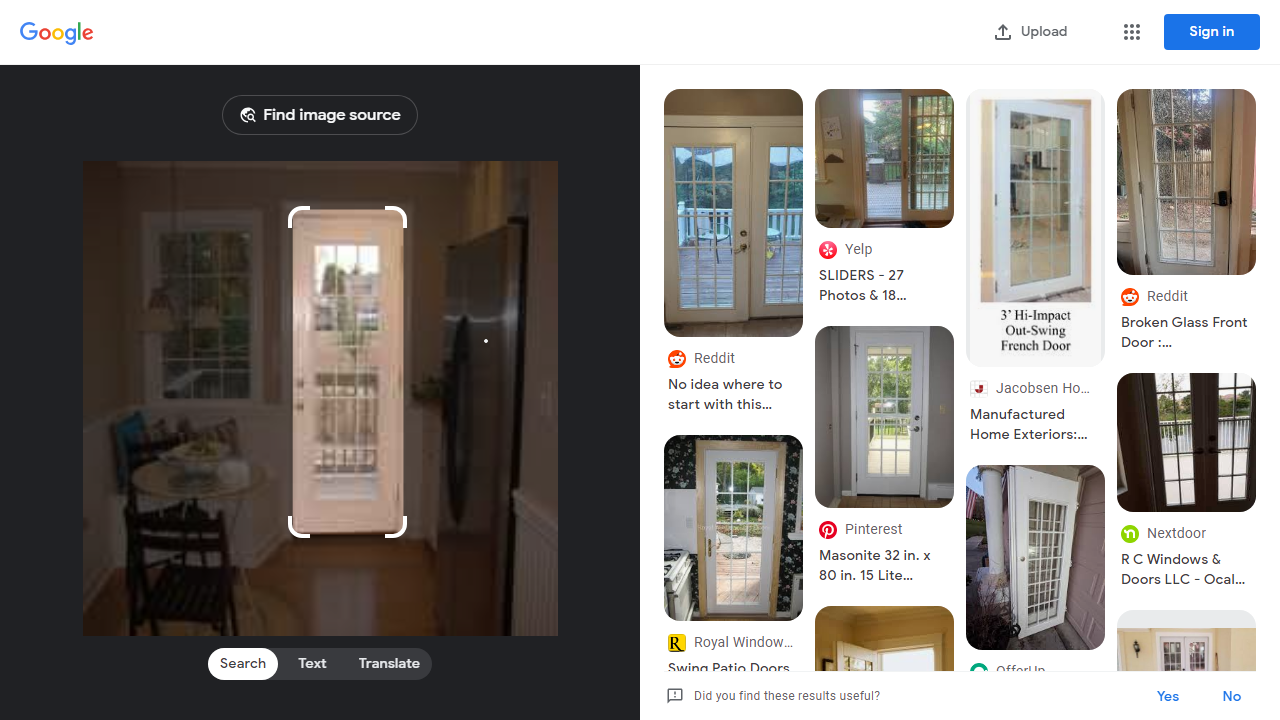 Google
Upload
Sign in
Find image source
Search
Text
Translate
Reddit
No idea where to
start with this...
Royal Window...
Swing Patio Doors
Yelp
SLIDERS - 27
Photos & 18...
Pinterest
Masonite 32 in. x
80 in. 15 Lite...
3' Hi-Impact
Out-Swing
French Door
Jacobsen Ho...
Manufactured
Home Exteriors:...
OfferUp
Reddit
Broken Glass Front
Door :...
Nextdoor
R C Windows &
Doors LLC - Ocal...
Did you find these results useful?
Yes
No